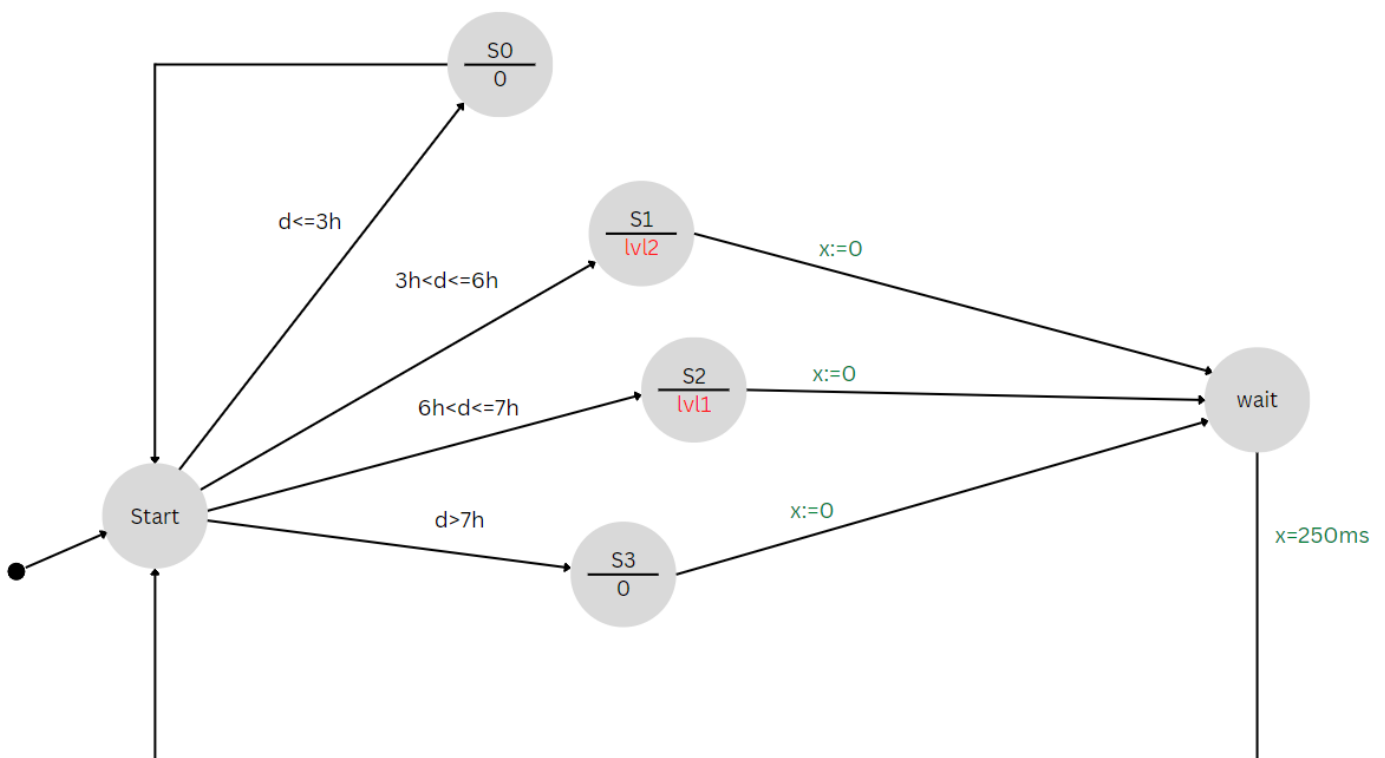 S0
0
d<=3h
S1
lvl2
x:=0
3h<d<=6h
S2
lvl1
x:=0
wait
6h<d<=7h
Start
d>7h
x:=0
x=250ms
S3
0